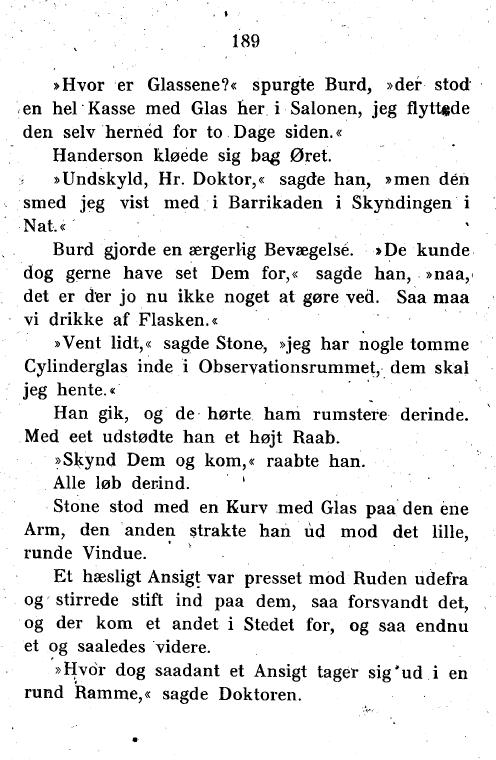 189
»Hvor er Glassene?« spurgte Burd, »der stod
en hel Kasse med Glas her i Salonen, jeg flyttede
den selv herned for to Dage siden.«
Handerson kløede sig bag Øret.
»Undskyld, Hr. Doktor,« sagde han, »men den
smed jeg vist med i Barrikaden i Skyndingen i
Nat.«
Burd gjorde en ærgerlig Bevægelse. »De kunde
dog gerne have set Dem for,« sagde han, »naa,
det er der jo nu ikke noget at gøre ved. Saa maa
vi drikke af Flasken.«
»Vent lidt,« sagde Stone, »jeg har nogle tomme
Cylinderglas inde i Observationsrummet, dem skal
jeg hente.«
Han gik, og de hørte ham rumstere derinde.
Med eet udstødte han et højt Raab.
»Skynd Dem og kom,« raabte han.
Alle løb derind.
Stone stod med en Kurv med Glas paa den ene
Arm, den anden strakte han ud mod det lille,
runde Vindue.
Et hæsligt Ansigt var presset mod Ruden udefra
og stirrede stift ind paa dem, saa forsvandt det,
og der kom et andet i Stedet for, og saa endnu
et og saaledes videre.
»Hvor dog saadant et Ansigt tager sig ud i en
rund Ramme,« sagde Doktoren.